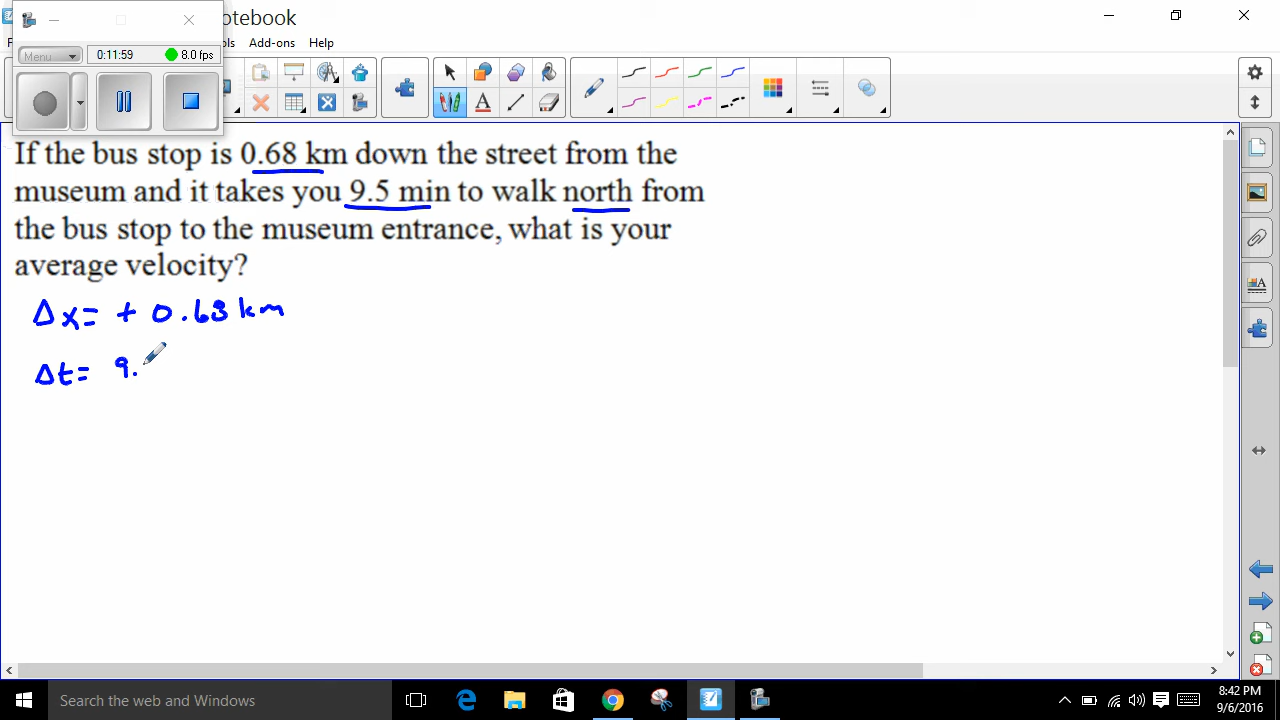 otebook
Menu
0:11:59
8.0 fps
ols Add-ons Help
If the bus stop is 0.68 km down the street from the
museum and it takes you 9.5 min to walk north from
the bus stop to the museum entrance, what is your
average velocity?
Δx= + 0.68 km
Δt= 9.
Search the web and Windows
8:42 PM
9/6/2016